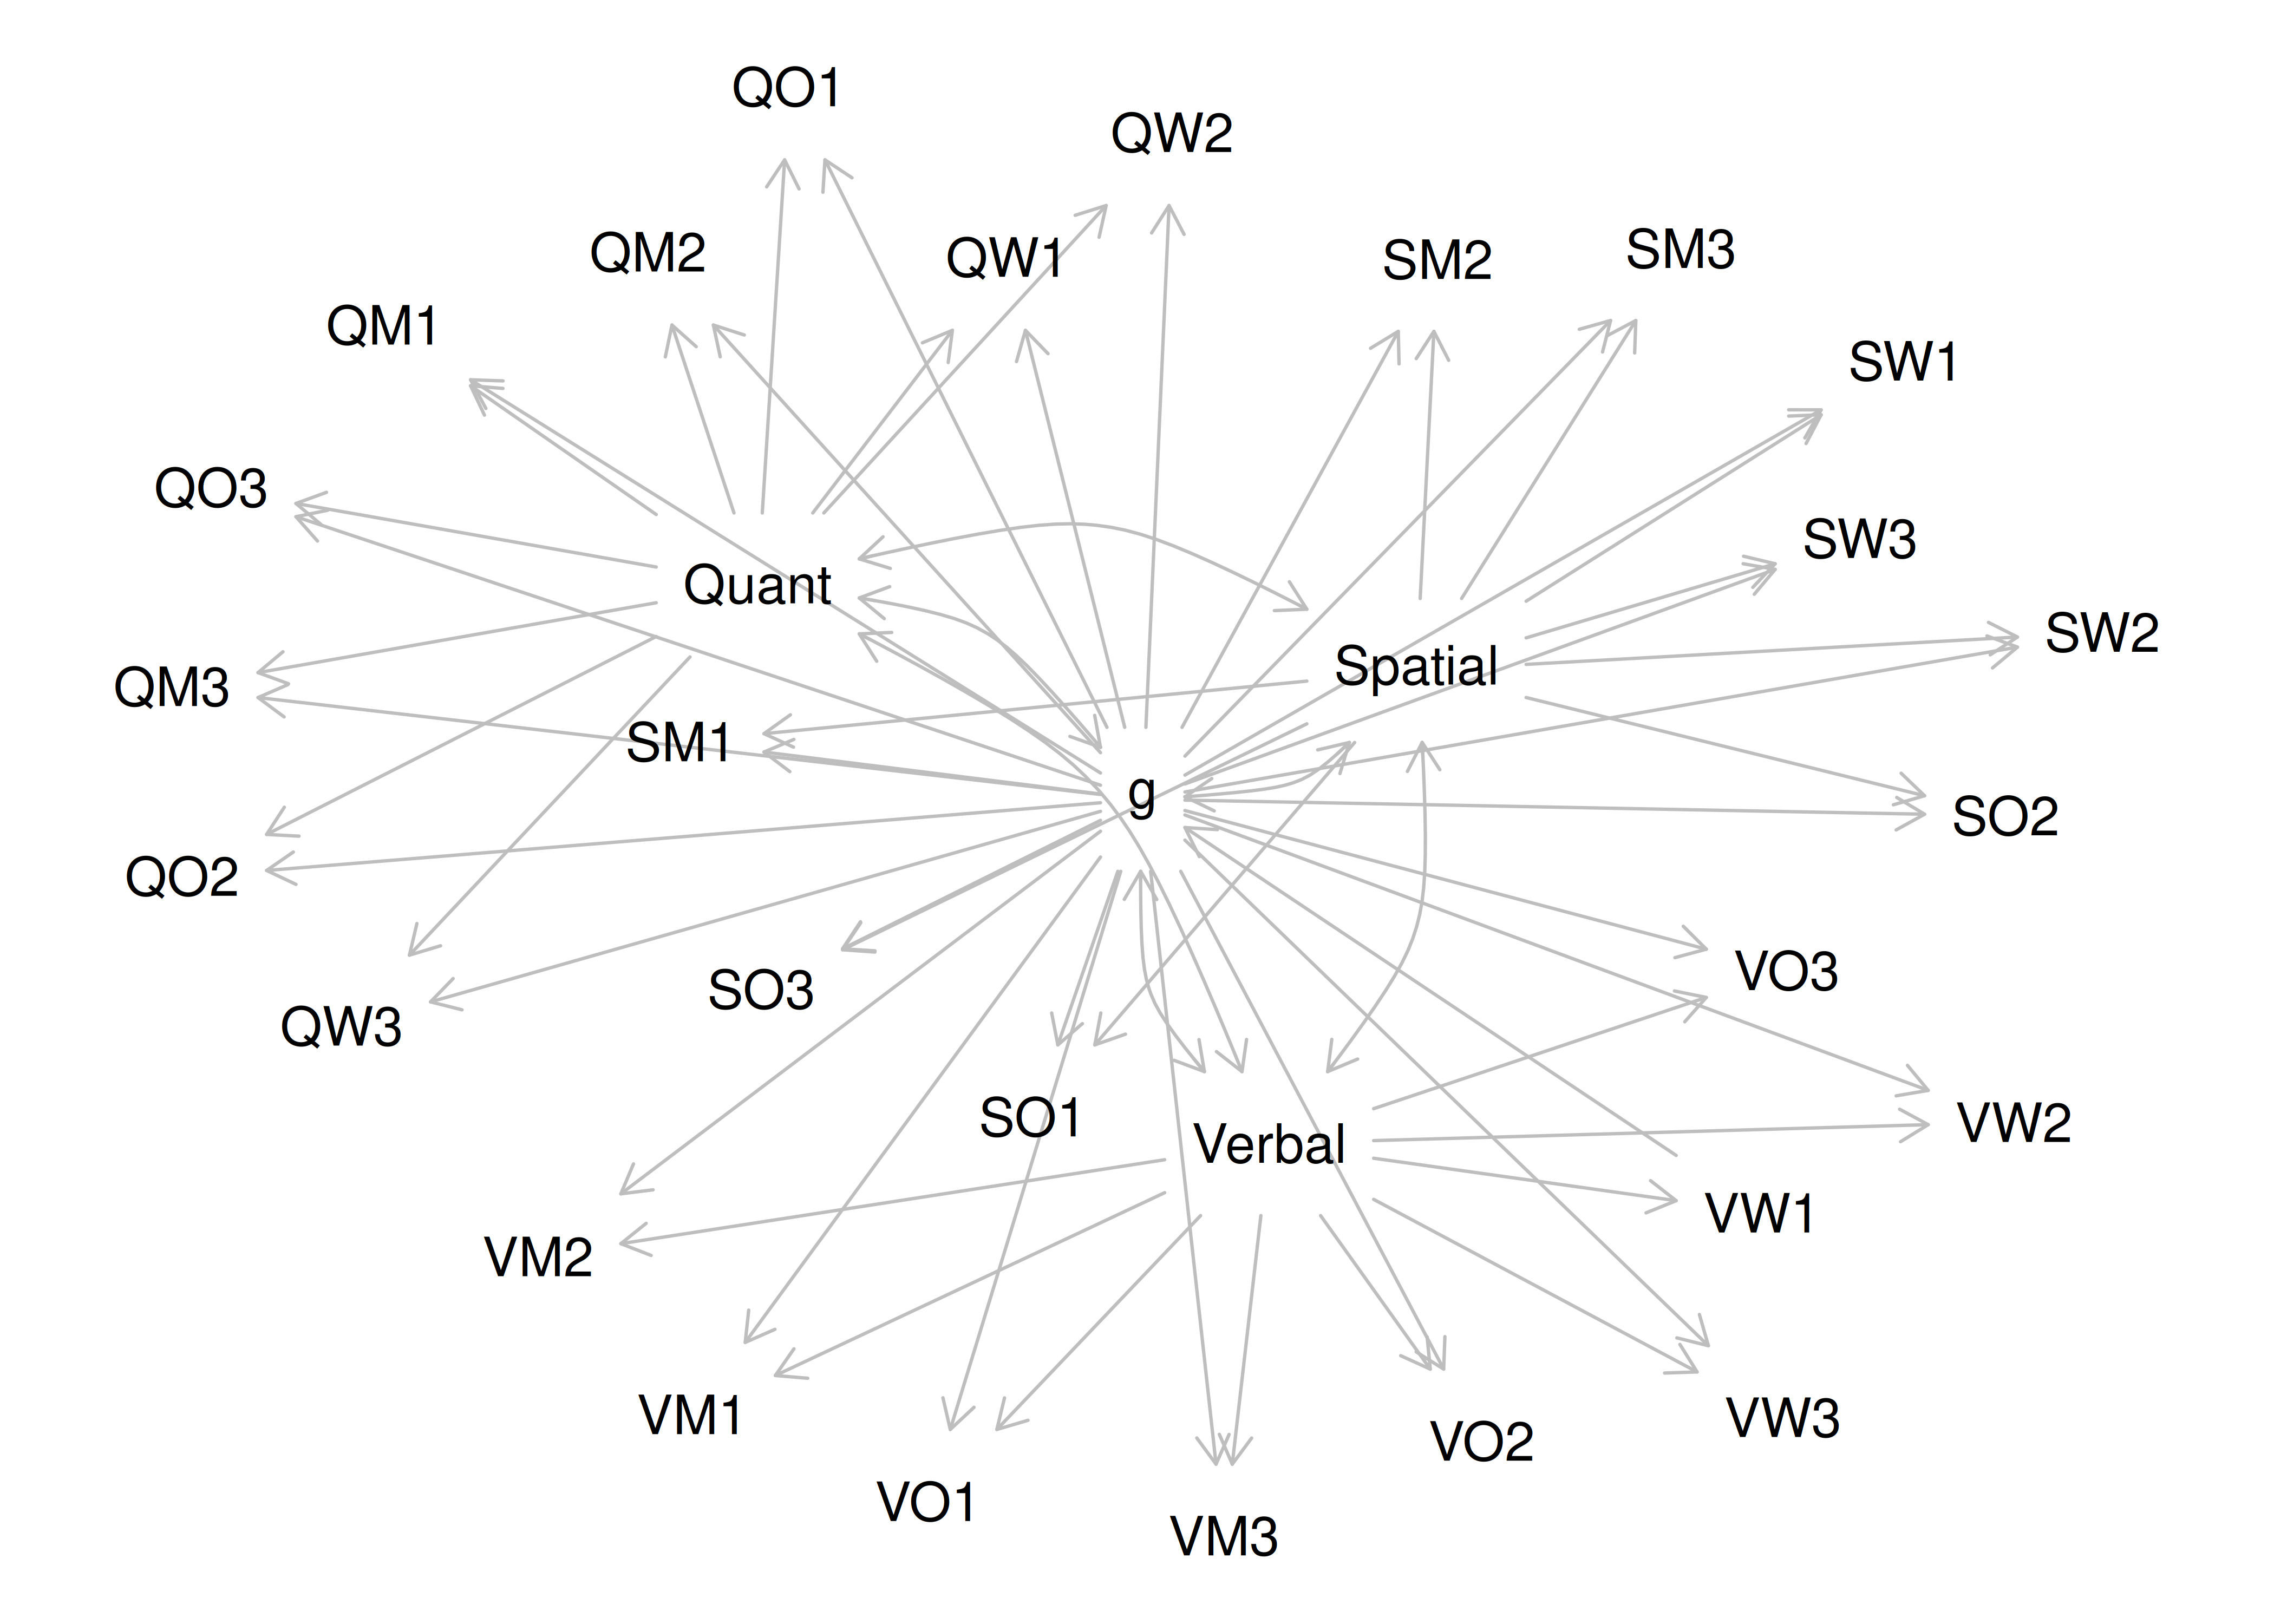 QO1
QW2
QM2
QW1
SM2
SM3
QM1
SW1
QO3
SW3
Quant
SW2
Spatial
QM3
SM1
g
SO2
QO2
VO3
SO3
QW3
SO1
VW2
Verbal
VW1
VM2
VM1
VW3
VO2
VO1
VM3